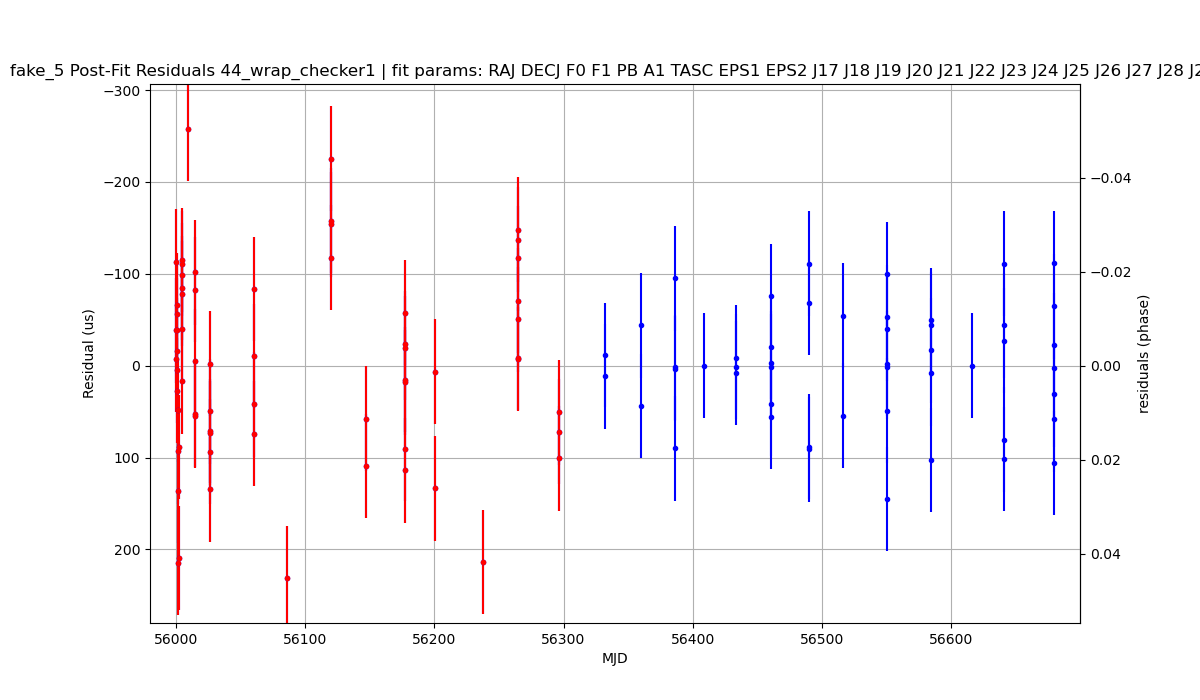 fake_5 Post-Fit Residuals 44_wrap_checker1 | fit params: RAJ DECJ F0 F1 PB A1 TASC EPS1 EPS2 J17 J18 J19 J20 J21 J22 J23 J24 J25 J26 J27 J28
−300
−200
−100
0
100
200
Residual (us)
−0.04
−0.02
0.00
0.02
0.04
residuals (phase)
56000 56100 56200 56300 56400 56500 56600
MJD